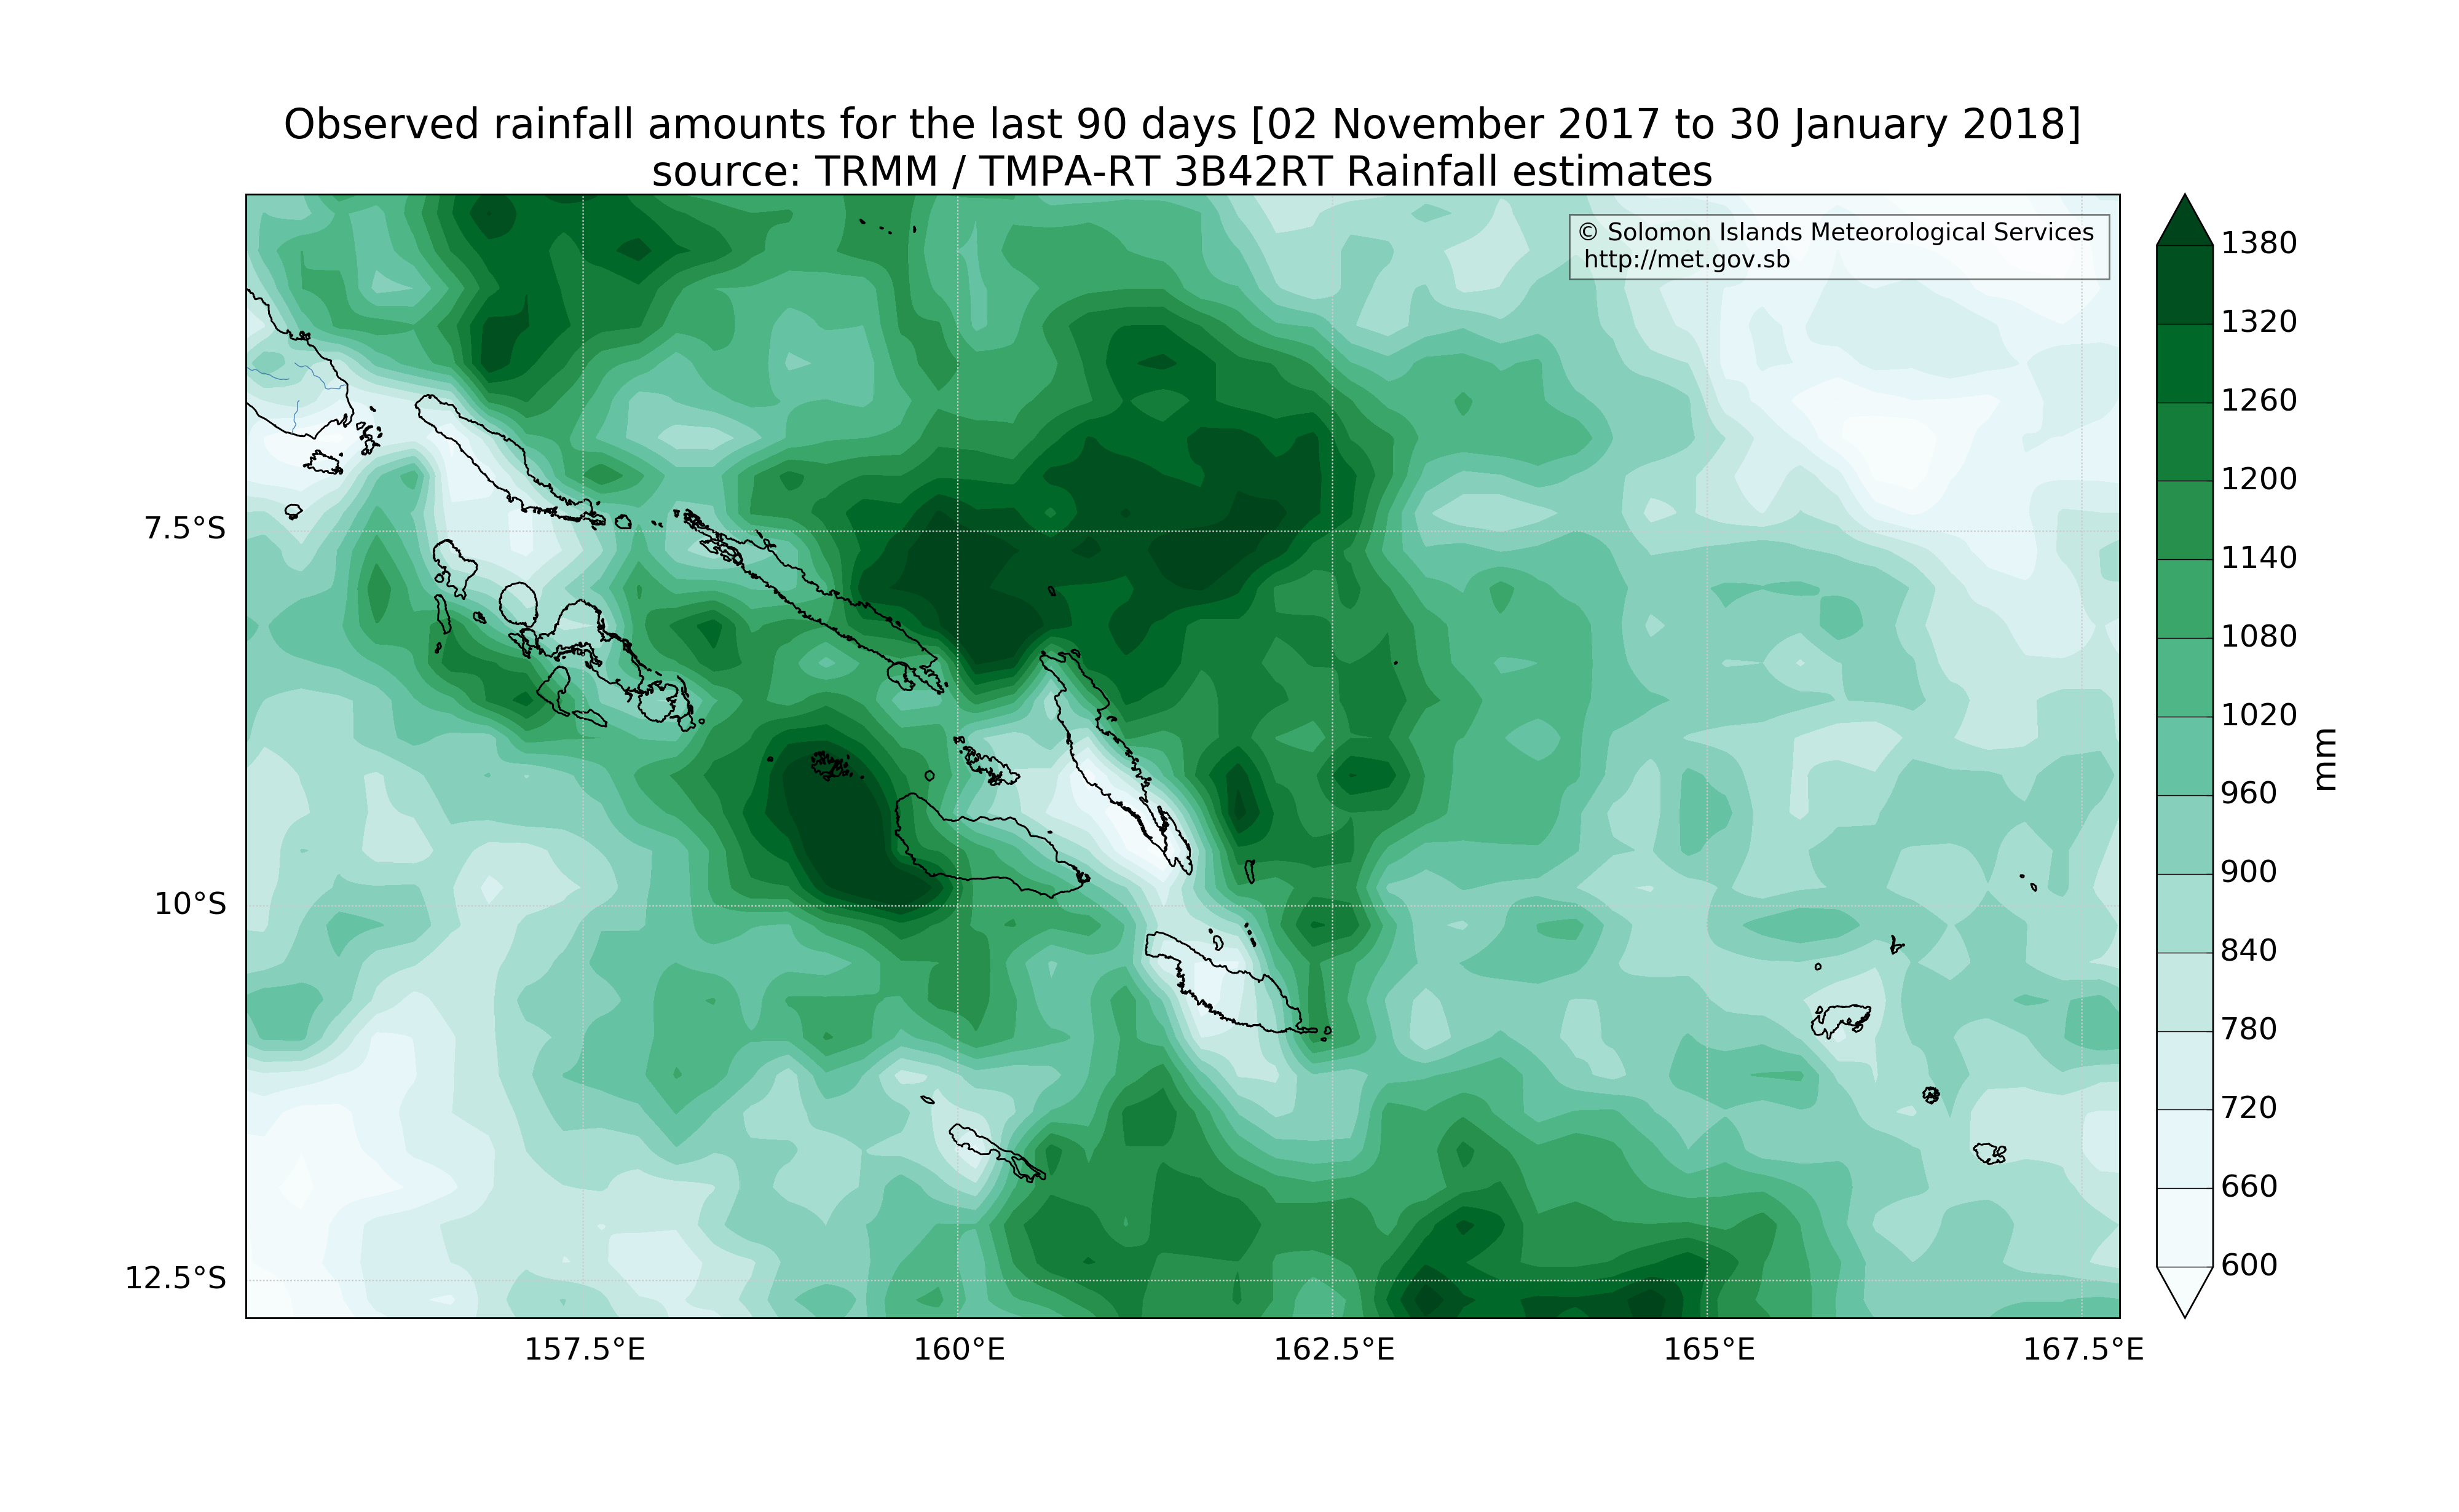 Observed rainfall amounts for the last 90 days [02 November 2017 to 30 January 2018]
source: TRMM / TMPA-RT 3B42RT Rainfall estimates
© Solomon Islands Meteorological Services
http://met.gov.sb
7.5°S
10°S
12.5°S
157.5°E
160°E
162.5°E
165°E
167.5°E
1380
1320
1260
1200
1140
1080
1020
960
900
840
780
720
660
600
mm